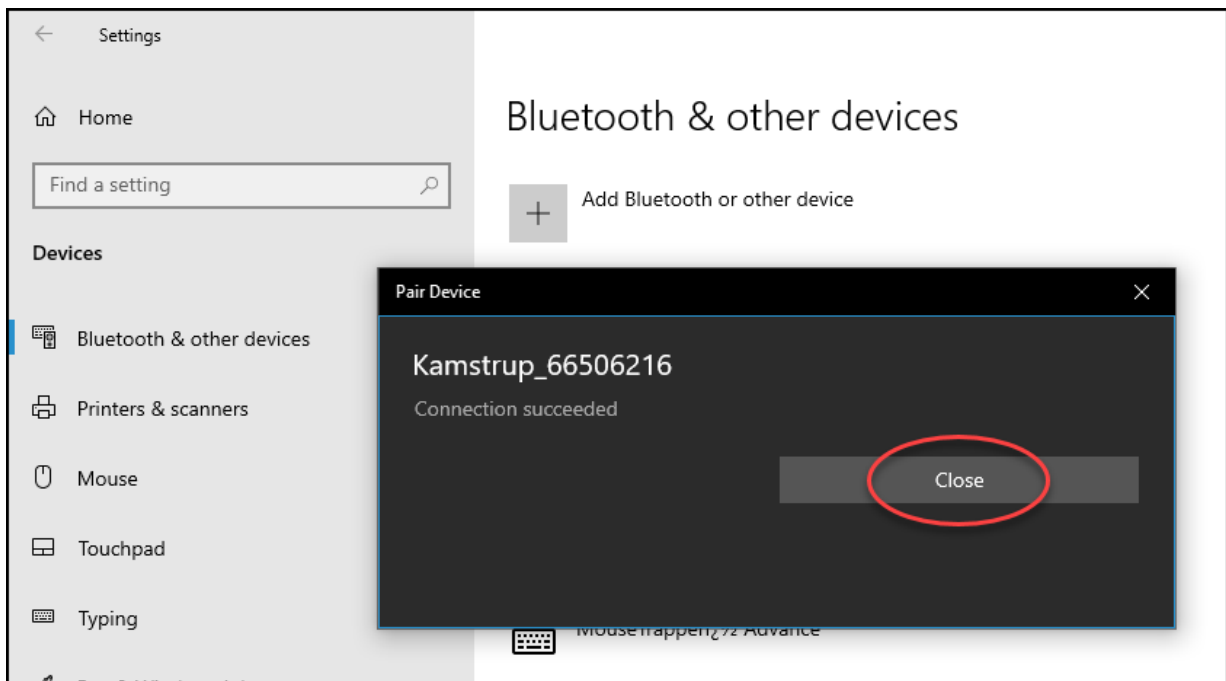 Settings
Home
Find a setting
Devices
Bluetooth & other devices
Printers & scanners
Mouse
Touchpad
Typing
Bluetooth & other devices
Add Bluetooth or other device
Pair Device
Kamstrup_66506216
Connection succeeded
Close
Advance